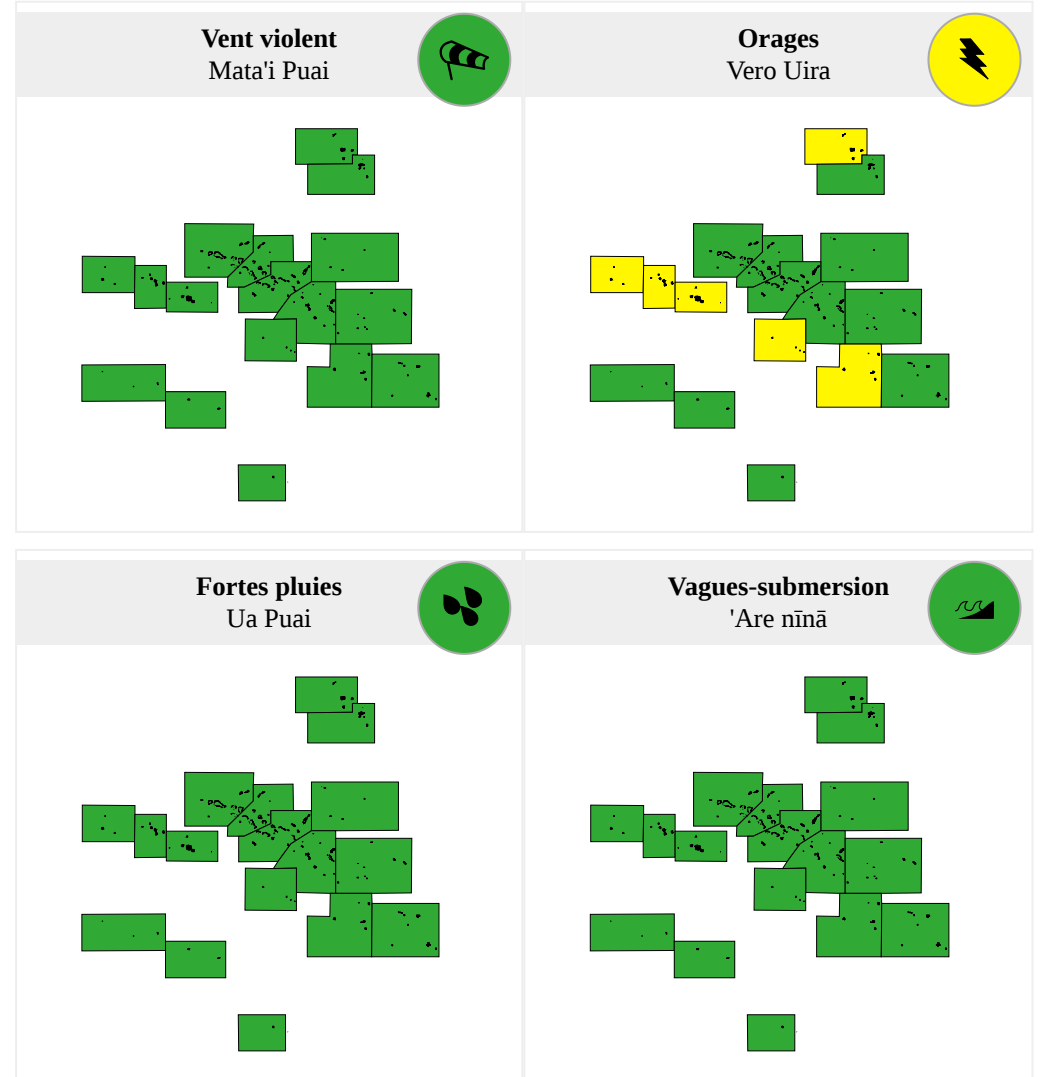 Vent violent
Mata'i Puai
Orages
Vero Uira
Fortes pluies
Ua Puai
Vagues-submersion
'Are nīnā